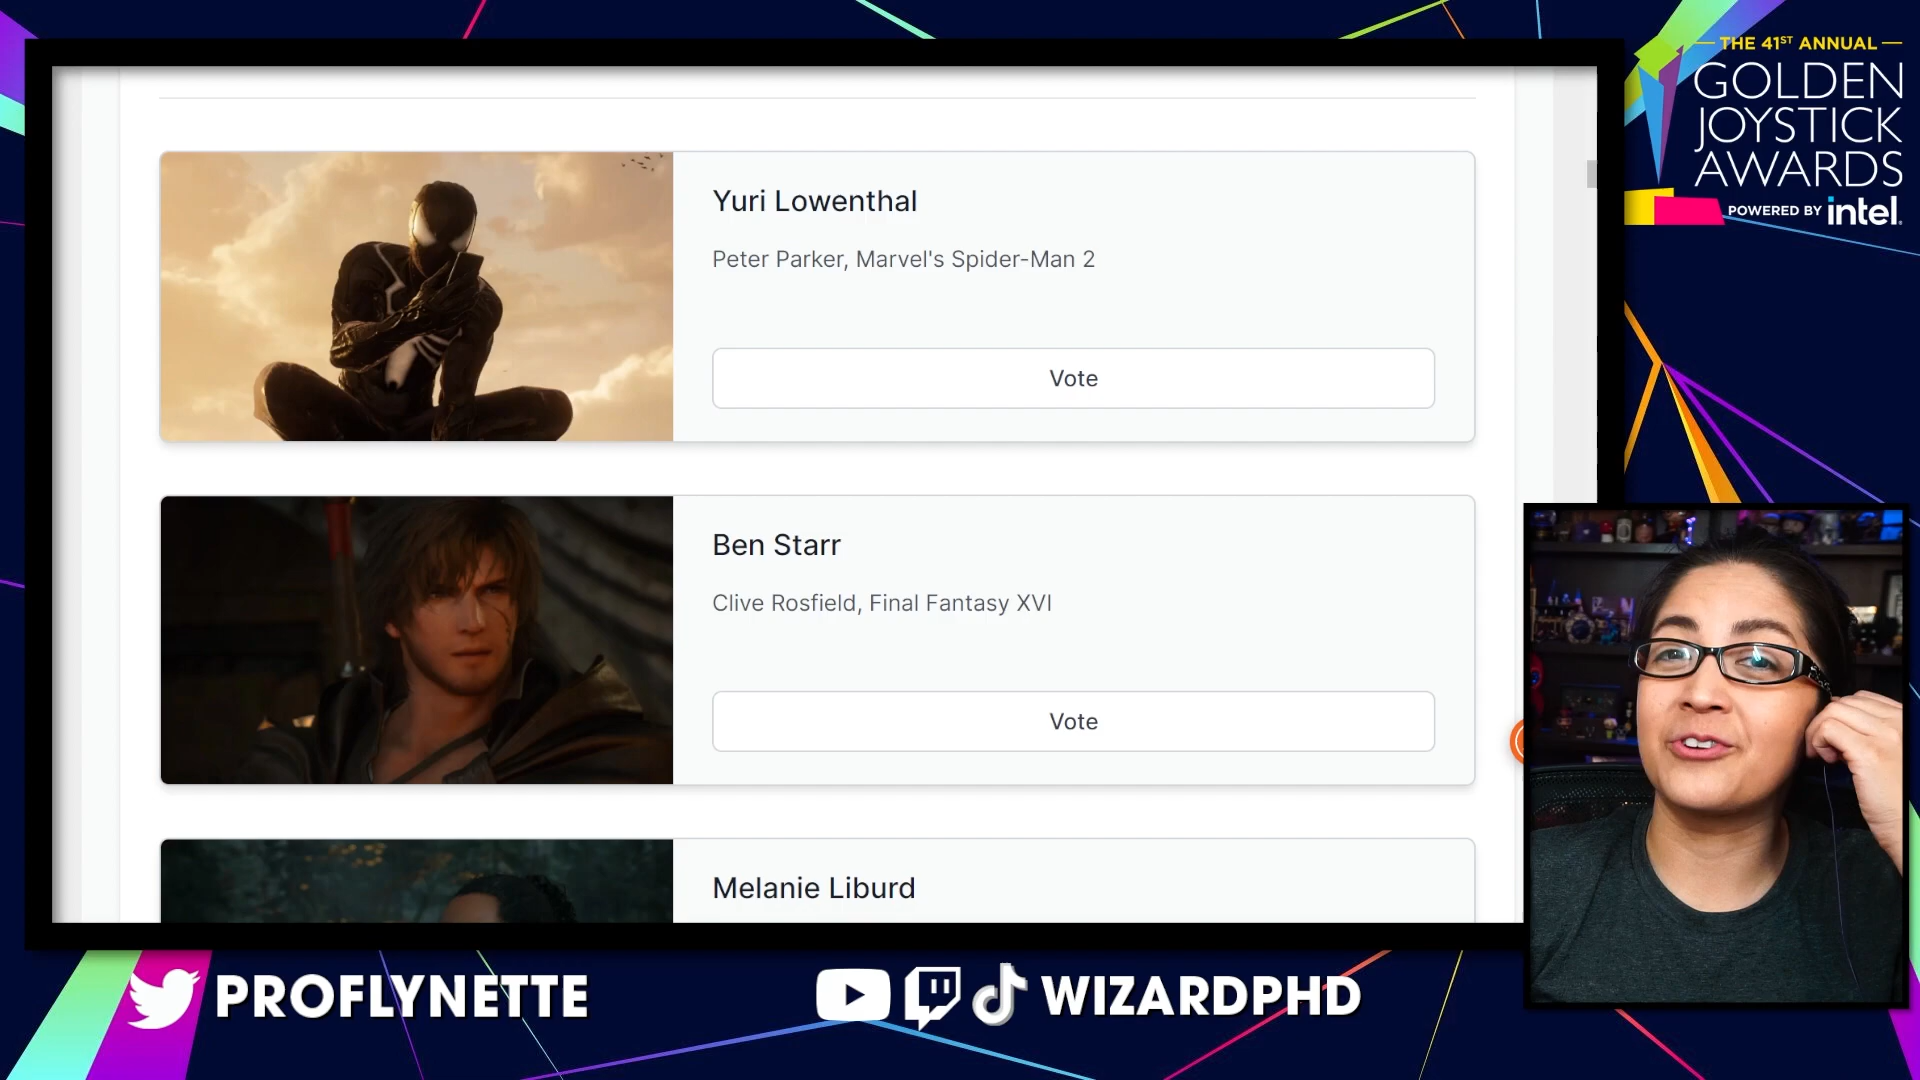 THE 41ST ANNUAL
GOLDEN
JOYSTICK
AWARDS
POWERED BY intel.
Yuri Lowenthal
Peter Parker, Marvel's Spider-Man 2
Vote
Ben Starr
Clive Rosfield, Final Fantasy XVI
Vote
Melanie Liburd
PROFLYNETTE
WIZARDPHD